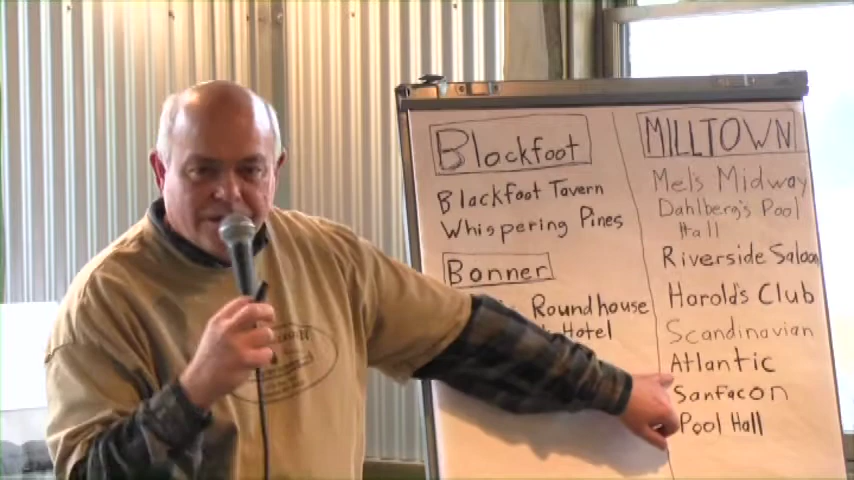 Blackfoot
Blackfoot Tavern
Whispering Pines
Bonner
Roundhouse
Hotel
MILLTOWN
Mel's Midway
Dahlberg's Pool
Hall
Riverside Saloon
Harold's Club
Scandinavian
Atlantic
Sanfacon
Pool Hall